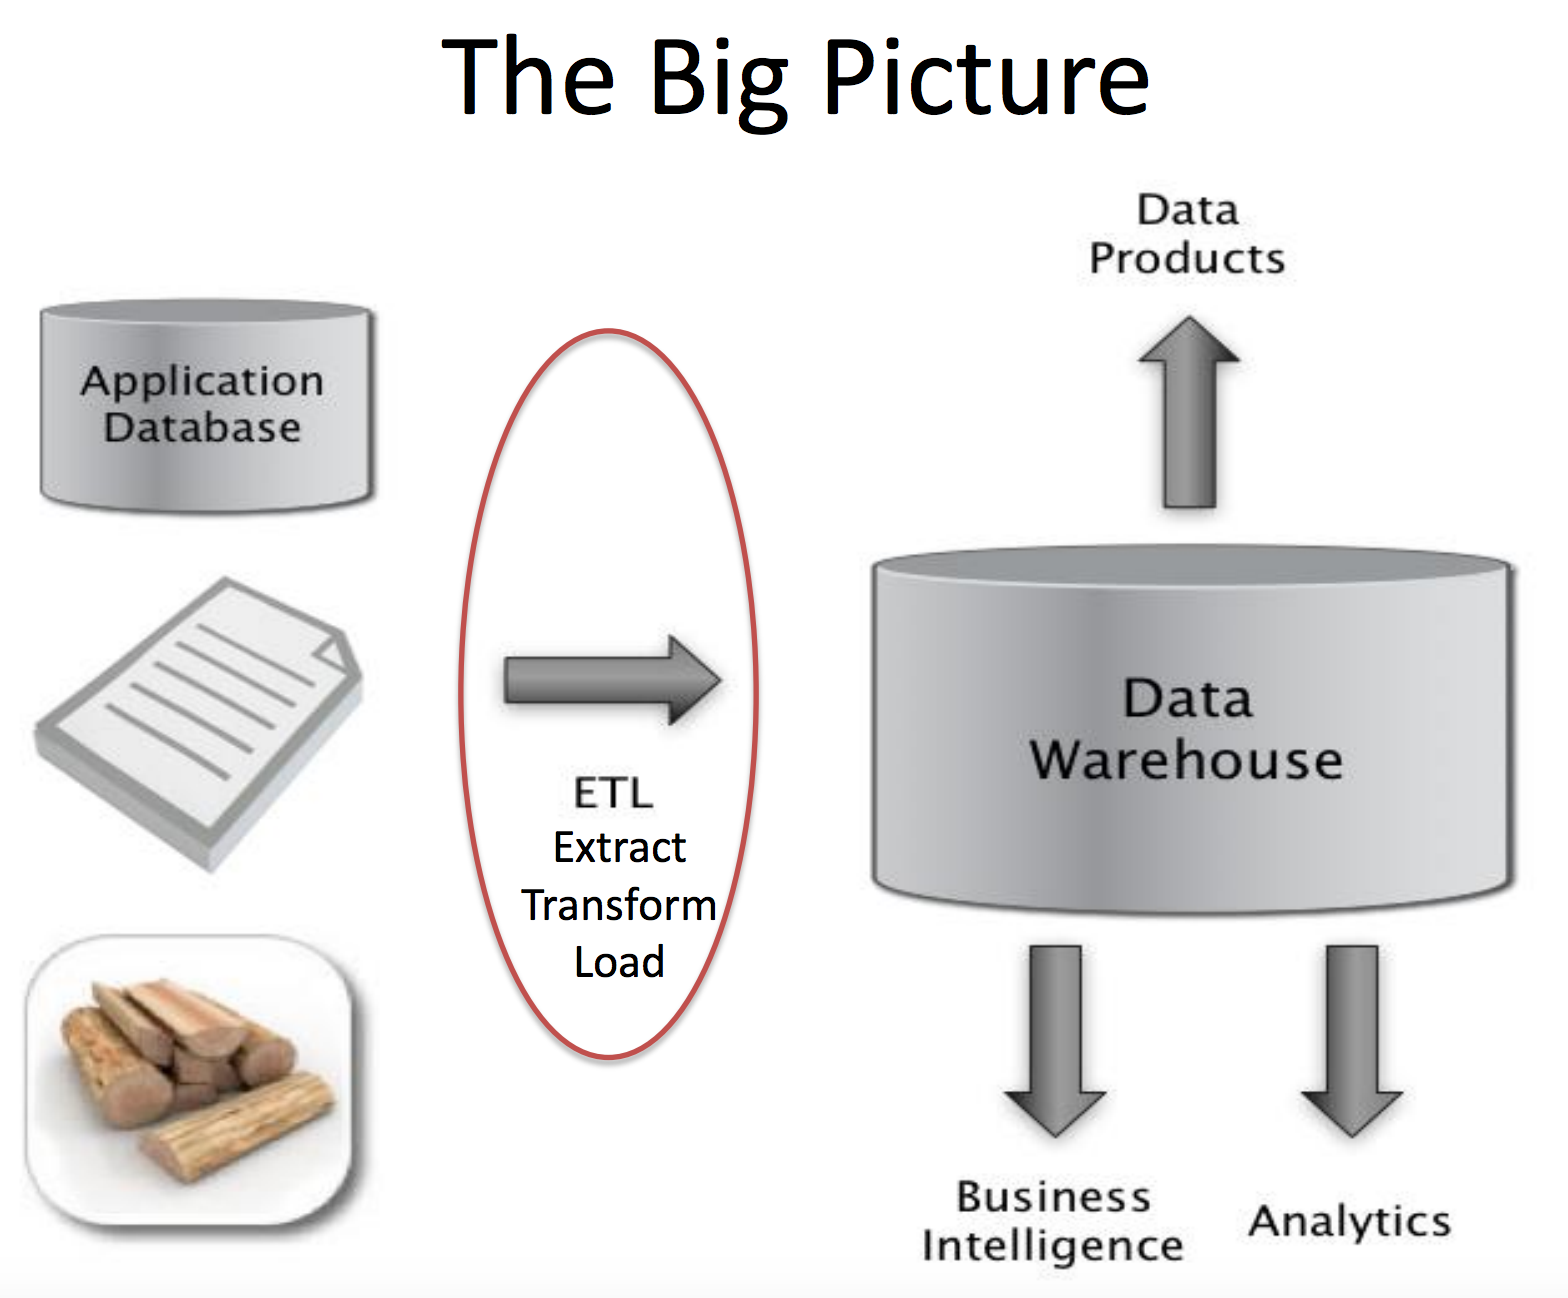 The Big Picture
Data
Products
Application
Database
ETL
Extract
Transform
Load
Data
Warehouse
Business
Intelligence
Analytics